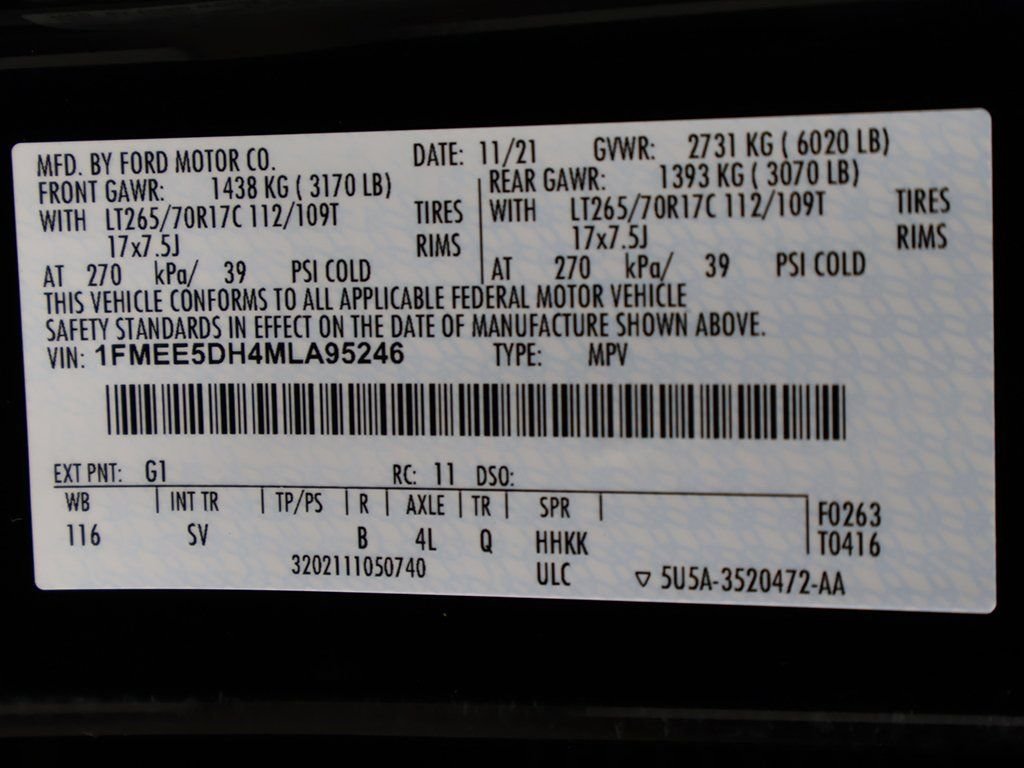 MFD. BY FORD MOTOR CO. DATE: 11/21 GVWR: 2731 KG ( 6020 LB)
FRONT GAWR: 1438 KG ( 3170 LB) REAR GAWR: 1393 KG ( 3070 LB)
WITH LT265/70R17C 112/109T TIRES WITH LT265/70R17C 112/109T TIRES
17x7.5J RIMS 17x7.5J RIMS
AT 270 kPa/ 39 PSI COLD AT 270 kPa/ 39 PSI COLD
THIS VEHICLE CONFORMS TO ALL APPLICABLE FEDERAL MOTOR VEHICLE
SAFETY STANDARDS IN EFFECT ON THE DATE OF MANUFACTURE SHOWN ABOVE.
VIN: 1FMEE5DH4MLA95246 TYPE: MPV
EXT PNT: G1 RC: 11 DSO:
WB INT TR TP/PS R AXLE TR SPR F0263
116 SV B 4L Q HHKK T0416
3202111050740 ULC 5U5A-3520472-AA